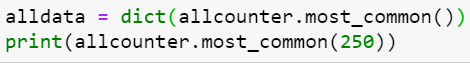 alldata = dict(allcounter.most_common())
print(allcounter.most_common(250))